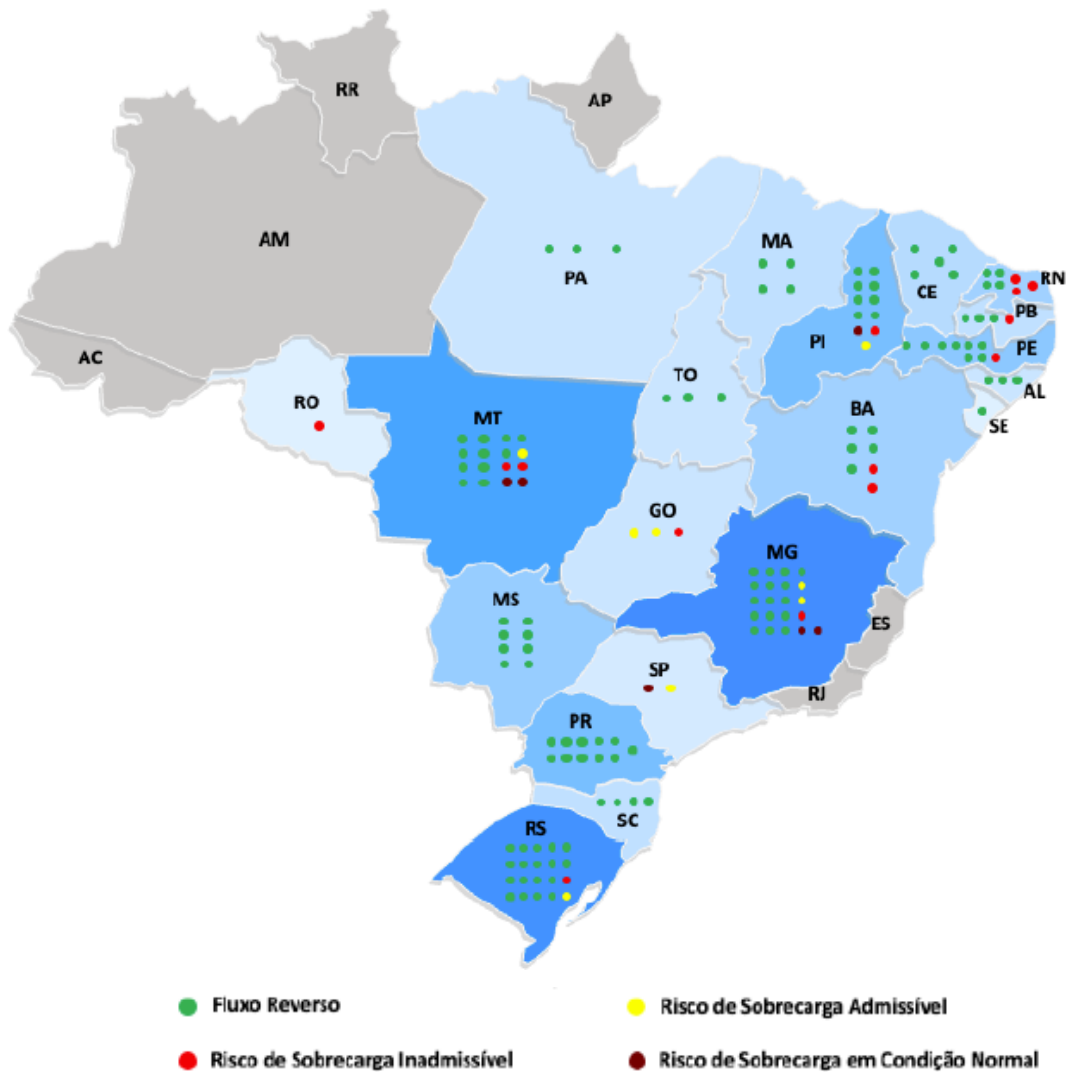 RR
AP
AM
PA
MA
CE
RN
PB
PI
PE
AC
TO
AL
RO
MT
BA
SE
GO
MG
MS
ES
SP
RJ
PR
SC
RS
Fluxo Reverso
Risco de Sobrecarga Admissível
Risco de Sobrecarga Inadmissível
Risco de Sobrecarga em Condição Normal